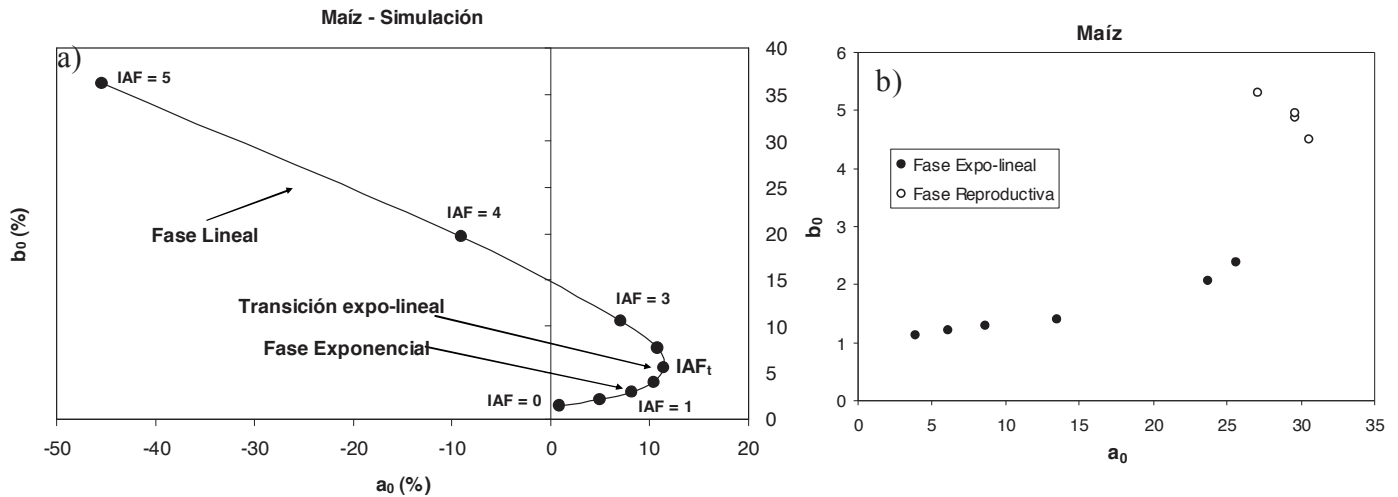 Maíz - Simulación
a)
IAF = 5
IAF = 4
Fase Lineal
IAF = 3
Transición expo-lineal
Fase Exponencial
IAFt
IAF = 0
IAF = 1
b0 (%)
40
35
30
25
20
15
10
5
0
-50 -40 -30 -20 -10 0 10 20
a0 (%)
Maíz
b)
Fase Expo-lineal
Fase Reproductiva
b0
6
5
4
3
2
1
0
0 5 10 15 20 25 30 35
a0